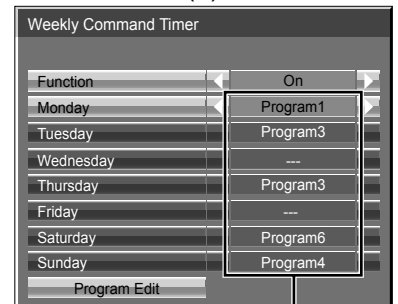 Weekly Command Timer
Function On
Monday Program1
Tuesday Program3
Wednesday ---
Thursday Program3
Friday ---
Saturday Program6
Sunday Program4
Program Edit